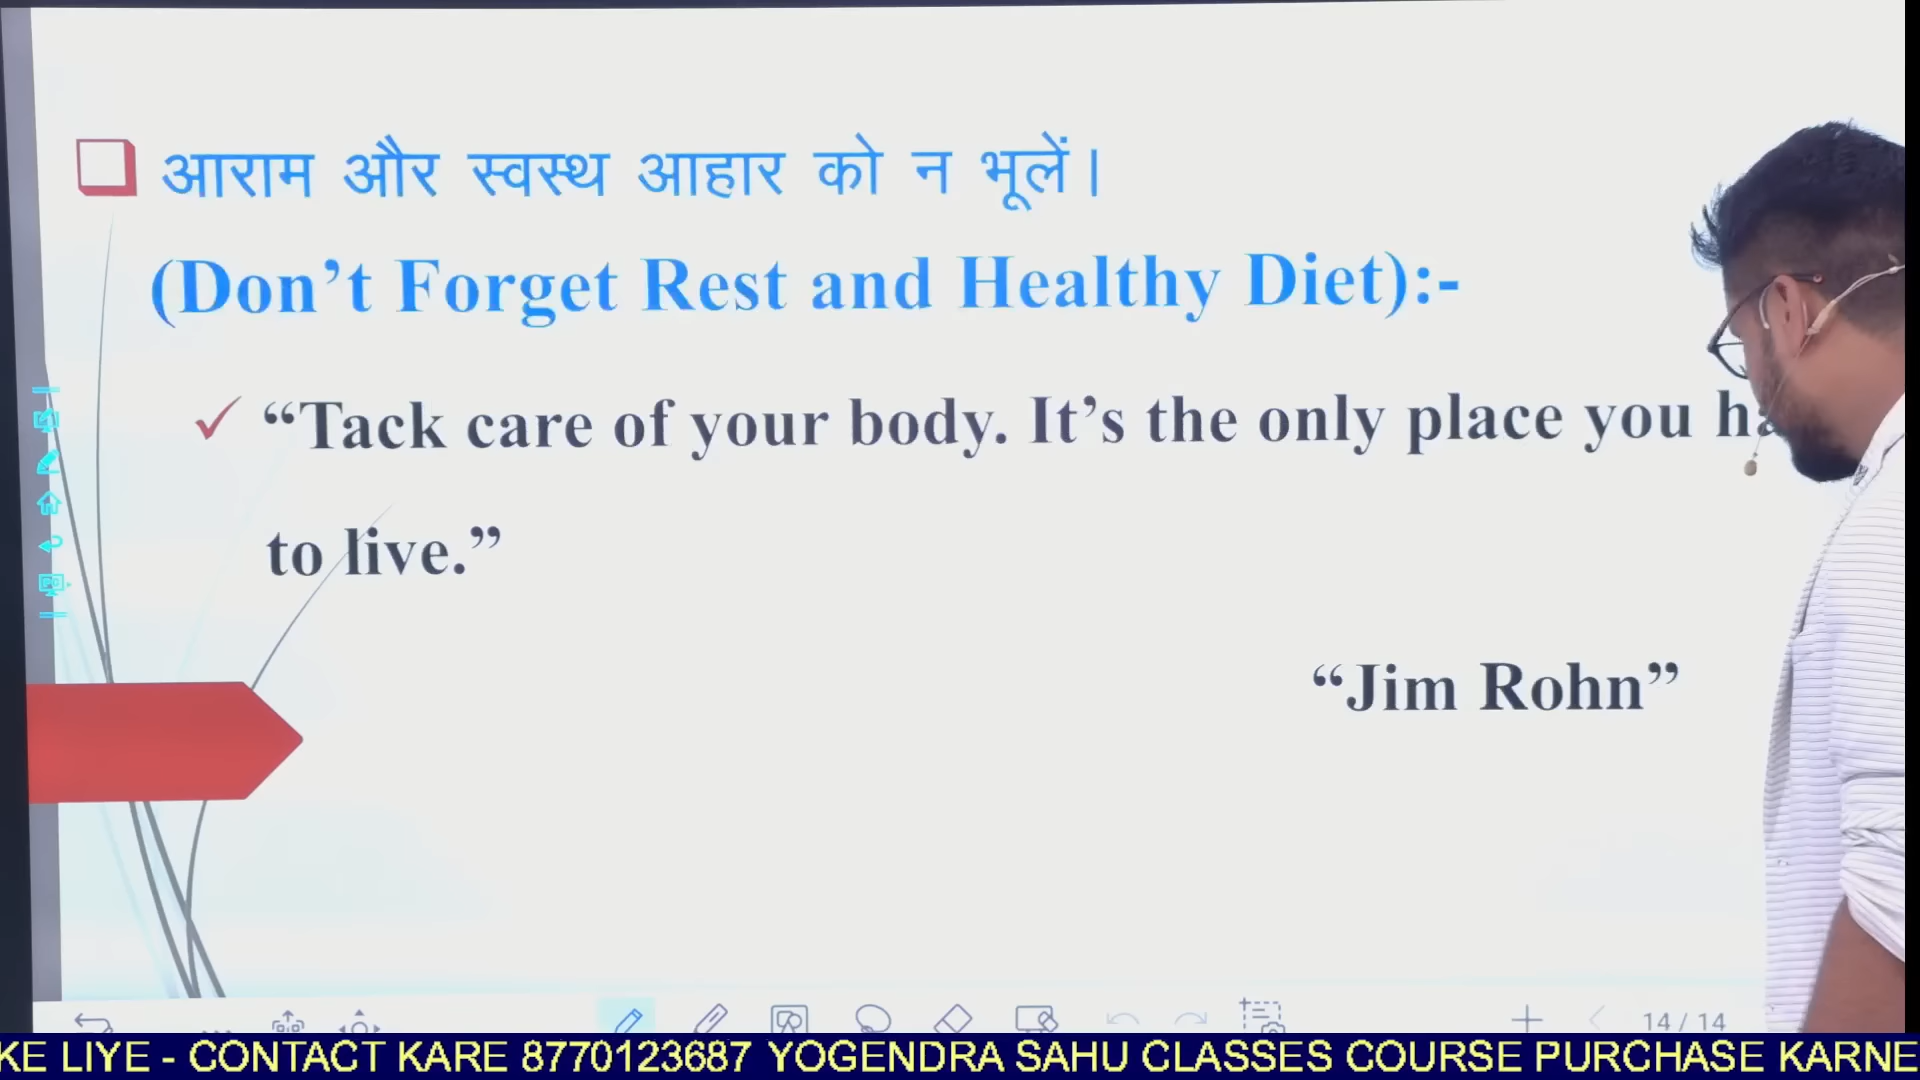 आराम और स्वस्थ आहार को न भूलें।
(Don’t Forget Rest and Healthy Diet):-
“Tack care of your body. It’s the only place you
to live.”
“Jim Rohn”
14 / 14
KE LIYE - CONTACT KARE 8770123687 YOGENDRA SAHU CLASSES COURSE PURCHASE KARNE